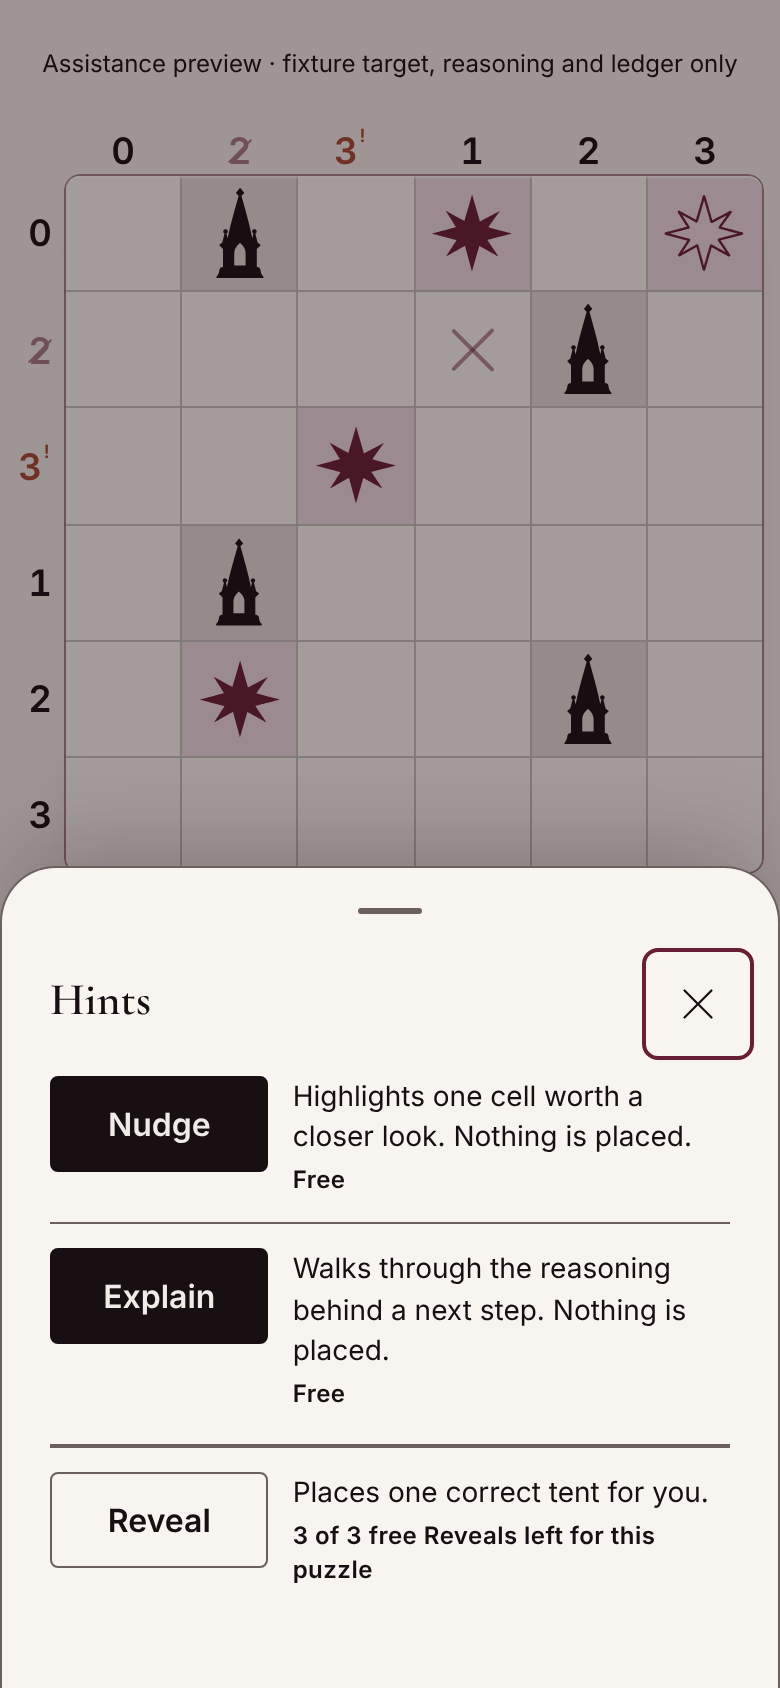 Assistance preview · fixture target, reasoning and ledger only
0 2 3! 1 2 3
0
2
3!
1
2
3
Hints
Nudge
Highlights one cell worth a
closer look. Nothing is placed.
Free
Explain
Walks through the reasoning
behind a next step. Nothing is
placed.
Free
Reveal
Places one correct tent for you.
3 of 3 free Reveals left for this
puzzle